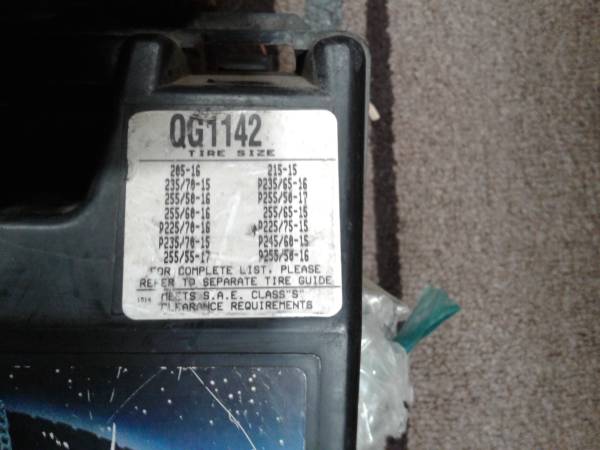 QG1142
TIRE SIZE
205-16 215-15
235/70-15 P235/65-16
255/50-16 P255/50-17
255/60-16 255/65-15
P225/70-16 P225/75-15
P235/70-15 P245/60-15
255/55-17 P255/50-16
FOR COMPLETE LIST, PLEASE
REFER TO SEPARATE TIRE GUIDE
MEETS S.A.E. CLASS"S"
CLEARANCE REQUIREMENTS